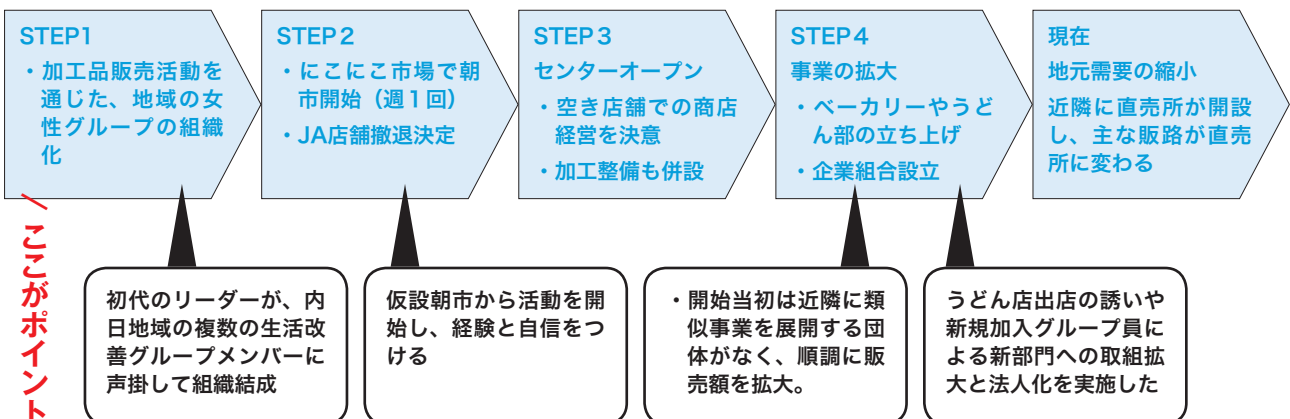 STEP1
・加工品販売活動を
通じた、地域の女
性グループの組織
化
STEP２
・にこにこ市場で朝
市開始（週１回）
・JA店舗撤退決定
STEP３
センターオープン
・空き店舗での商店
経営を決意
・加工整備も併設
STEP４
事業の拡大
・ベーカリーやうど
ん部の立ち上げ
・企業組合設立
現在
地元需要の縮小
近隣に直売所が開設
し、主な販路が直売
所に変わる
ここがポイント
初代のリーダーが、内
日地域の複数の生活改
善グループメンバーに
声掛して組織結成
仮設朝市から活動を開
始し、経験と自信をつ
ける
・開始当初は近隣に類
似事業を展開する団
体がなく、順調に販
売額を拡大。
うどん店出店の誘いや
新規加入グループ員に
よる新部門への取組拡
大と法人化を実施した